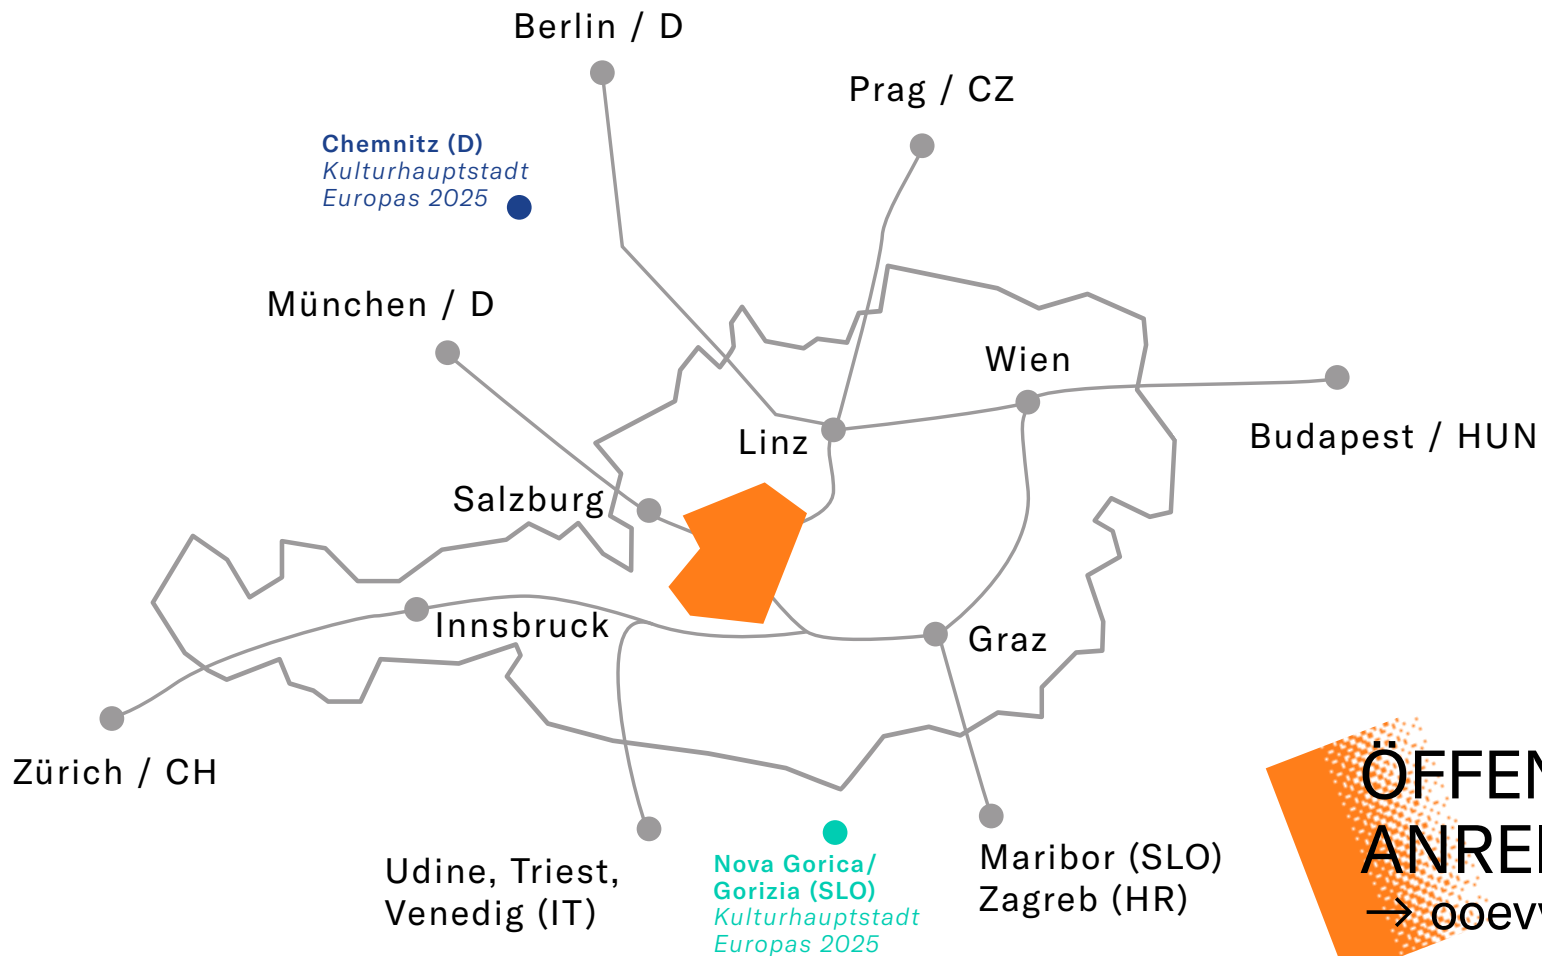 Berlin / D
Prag / CZ
Chemnitz (D)
Kulturhauptstadt
Europas 2025
München / D
Wien
Budapest / HUN
Linz
Salzburg
Innsbruck
Graz
Zürich / CH
Udine, Triest,
Venedig (IT)
Nova Gorica/
Gorizia (SLO)
Kulturhauptstadt
Europas 2025
Maribor (SLO)
Zagreb (HR)
→